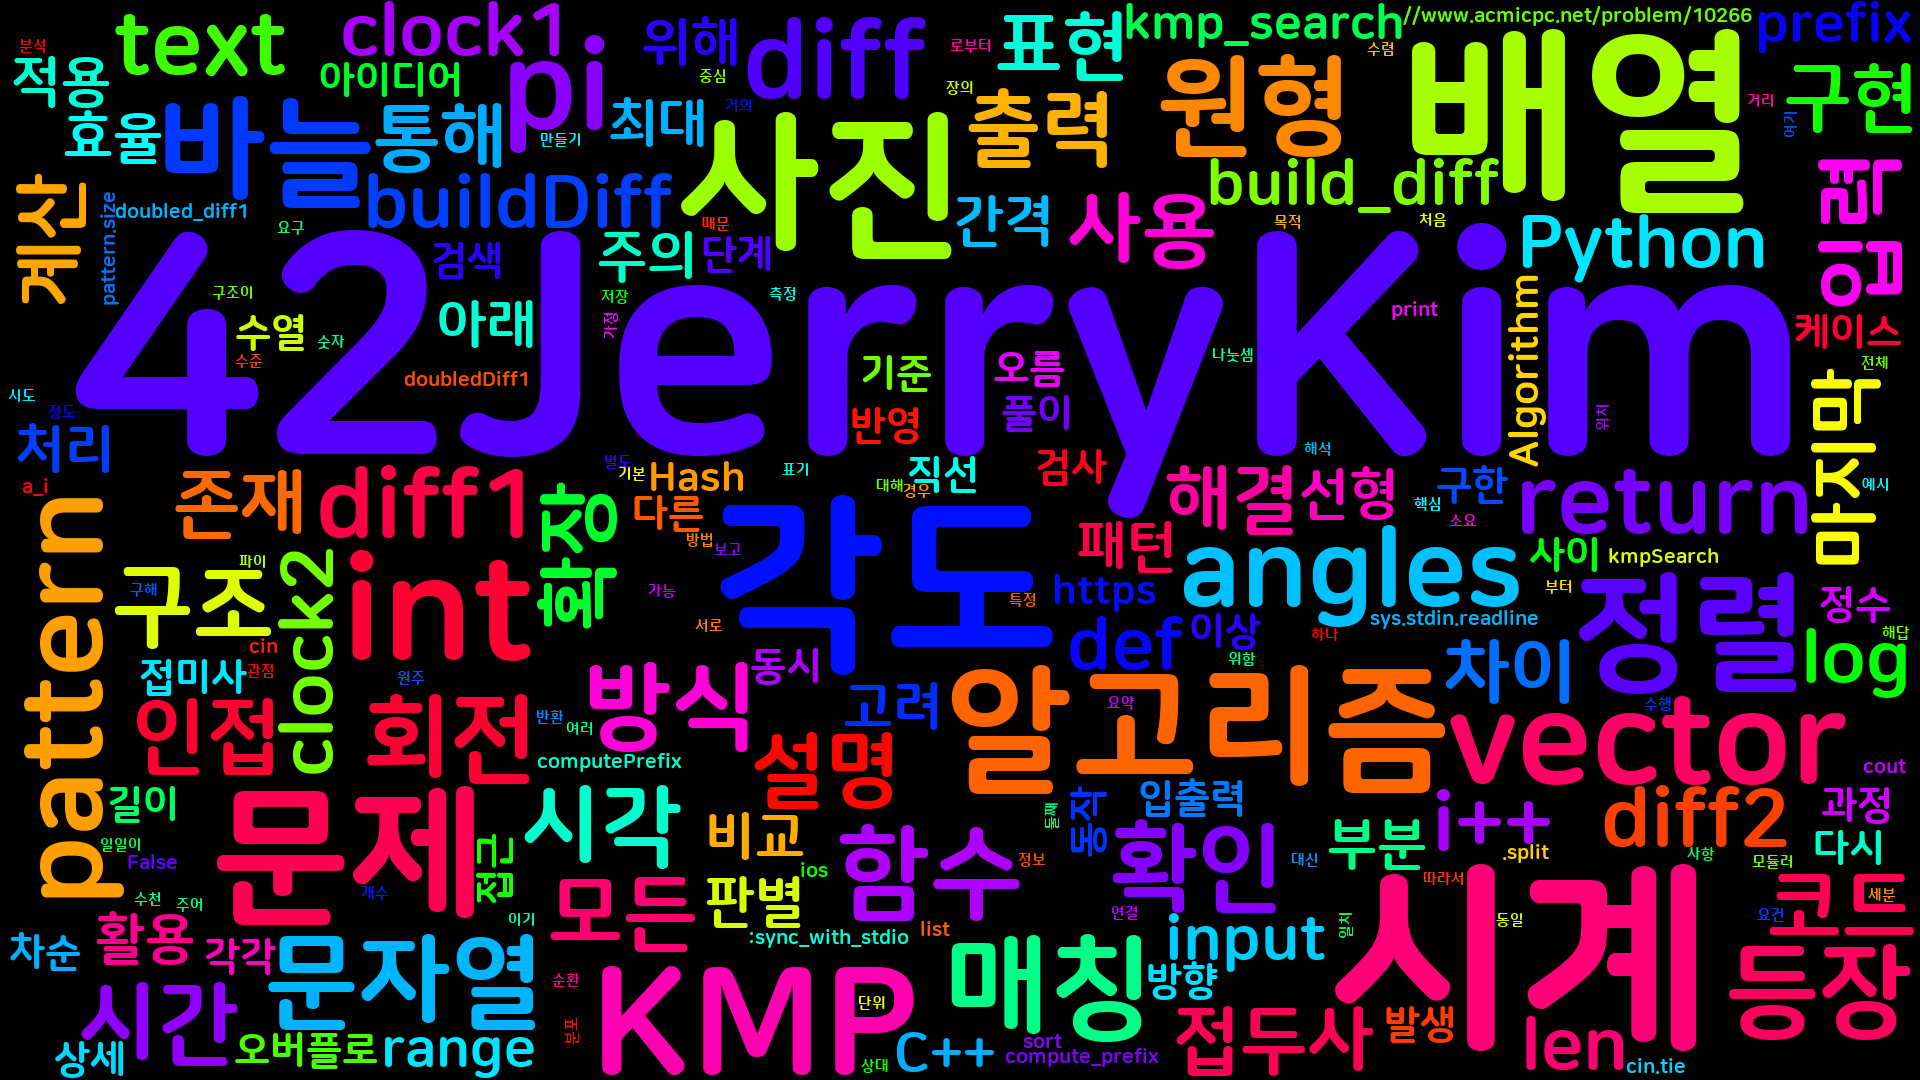 분석
text
clock1
위해
diff
로부터
표현
kmp_search
//www.acmicpc.net/problem/10266
prefix
적용
아이디어
pi
중심
수렴
배열
원형
구현
효율
바늘
통해
만들기
최대
거의
사진
장의
출력
거리
여기
계산
pattern.size
doubled_diff1
buildDiff
build_diff
입력
요구
검색
주의
단계
때문
간격
사용
목적
처음
Python
42JerryKim
구조이
수열
숫자
수준
아래
저장
가정
측정
print
Algorithm
케이스
나눗셈
전체
시도
정도
doubledDiff1
기준
오름
풀이
반영
위치
마지막
처리
별도
기본
Hash
표기
직선
검사
해석
a_i
존재
diff1
확장
다른
대해
경우
해결
선형
구한
핵심
return
예시
pattern
방법
보고
각도
패턴
소요
angles
사이
kmpSearch
파이
구해
구조
clock2
int
가능
서로
특정
https
def
이상
하나
부터
sys.stdin.readline
정렬
정수
log
해답
cin
접미사
관점
원주
방식
동시
위함
차이
인접
회전
반환
여러
고려
요약
알고리즘
수행
vector
computePrefix
설명
cout
길이
문제
시각
비교
둘째
동작
입출력
i++
diff2
과정
일일이
False
접근
ios
함수
정보
확인
대신
부분
.split
사항
모듈러
다시
개수
수천
주어
이기
모든
판별
따라서
시계
코드
세분
차순
활용
각각
문자열
:sync_with_stdio
list
연결
input
일치
동일
요건
등장
시간
순환
KMP
단위
매칭
방향
상세
오버플로
range
분포
상대
C++
sort
compute_prefix
접두사
발생
len
cin.tie